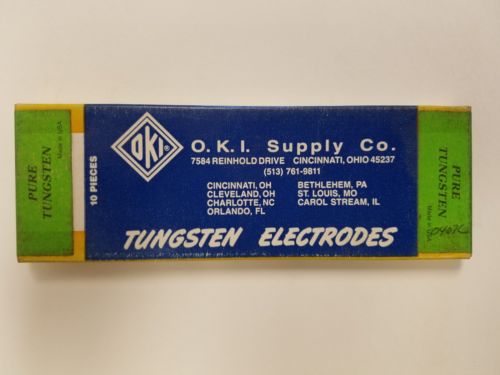 PURE
TUNGSTEN
Made in USA
10 PIECES
OKI®
O.K.I. Supply Co.
7584 REINHOLD DRIVE CINCINNATI, OHIO 45237
(513) 761-9811
CINCINNATI, OH
CLEVELAND, OH
CHARLOTTE, NC
ORLANDO, FL
BETHLEHEM, PA
ST. LOUIS, MO
CAROL STREAM, IL
TUNGSTEN ELECTRODES
PURE
TUNGSTEN
Made in USA